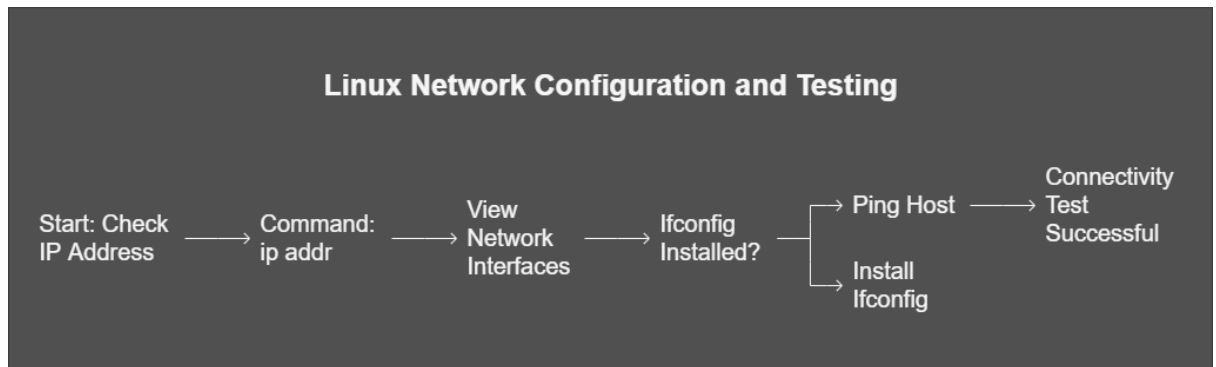 Linux Network Configuration and Testing
Start: Check
IP Address
Command:
ip addr
View
Network
Interfaces
Ifconfig
Installed?
Ping Host
Connectivity
Test
Successful
Install
Ifconfig